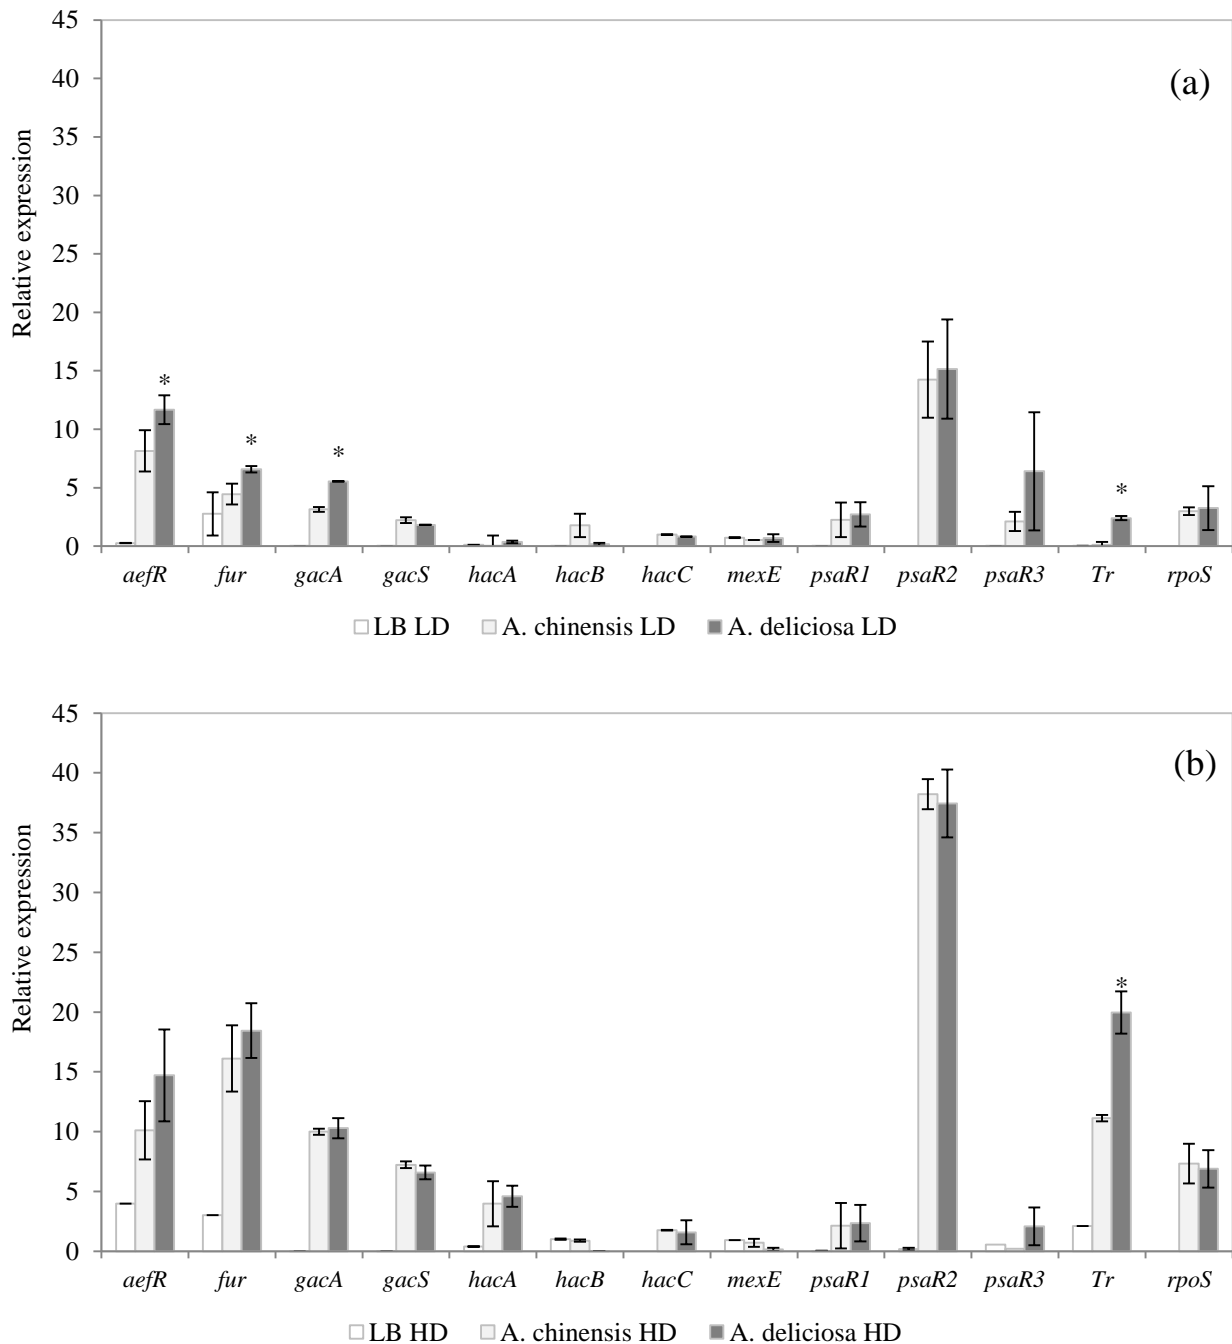 45
(a)
40
35
30
25
20
15
10
5
0
Relative expression
* * * *
aefR fur gacA gacS hacA hacB hacC mexE psaR1 psaR2 psaR3 Tr rpoS
LB LD A. chinensis LD A. deliciosa LD
45
(b)
40
35
30
25
20
15
10
5
0
Relative expression
*
aefR fur gacA gacS hacA hacB hacC mexE psaR1 psaR2 psaR3 Tr rpoS
LB HD A. chinensis HD A. deliciosa HD